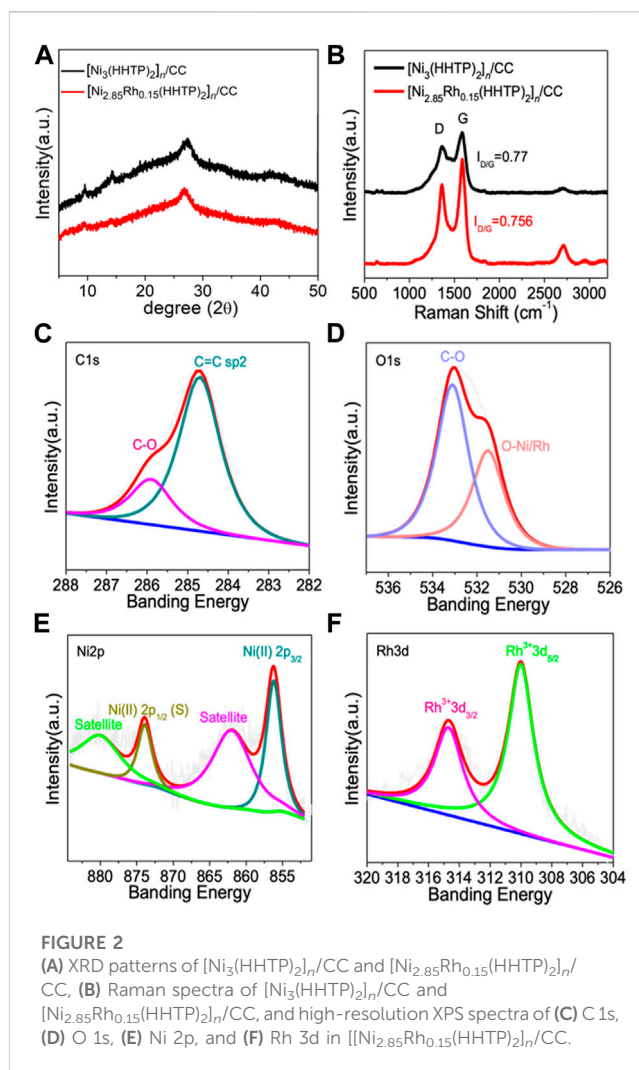 A
[Ni3(HHTP)2]n/CC
[Ni2.85Rh0.15(HHTP)2]n/CC
Intensity(a.u.)
10 20 30 40 50
degree (2θ)
B
[Ni3(HHTP)2]n/CC
[Ni2.85Rh0.15(HHTP)2]n/CC
D G
I_D/G=0.77
I_D/G=0.756
Intensity(a.u.)
500 1000 1500 2000 2500 3000
Raman Shift (cm⁻¹)
C
C1s
C=C sp2
C-O
Intensity(a.u.)
288 287 286 285 284 283 282
Banding Energy
D
O1s
C-O
O-Ni/Rh
Intensity(a.u.)
536 534 532 530 528 526
Banding Energy
E
Ni2p
Ni(II) 2p3/2
Ni(II) 2p1/2 (S)
Satellite
Satellite
Intensity(a.u.)
880 875 870 865 860 855
Banding Energy
F
Rh3d
Rh³⁺3d5/2
Rh³⁺3d3/2
Intensity(a.u.)
320 318 316 314 312 310 308 306 304
Banding Energy
FIGURE 2
(A) XRD patterns of [Ni3(HHTP)2]n/CC and [Ni2.85Rh0.15(HHTP)2]n/
CC, (B) Raman spectra of [Ni3(HHTP)2]n/CC and
[Ni2.85Rh0.15(HHTP)2]n/CC, and high-resolution XPS spectra of (C) C 1s,
(D) O 1s, (E) Ni 2p, and (F) Rh 3d in [[Ni2.85Rh0.15(HHTP)2]n/CC.